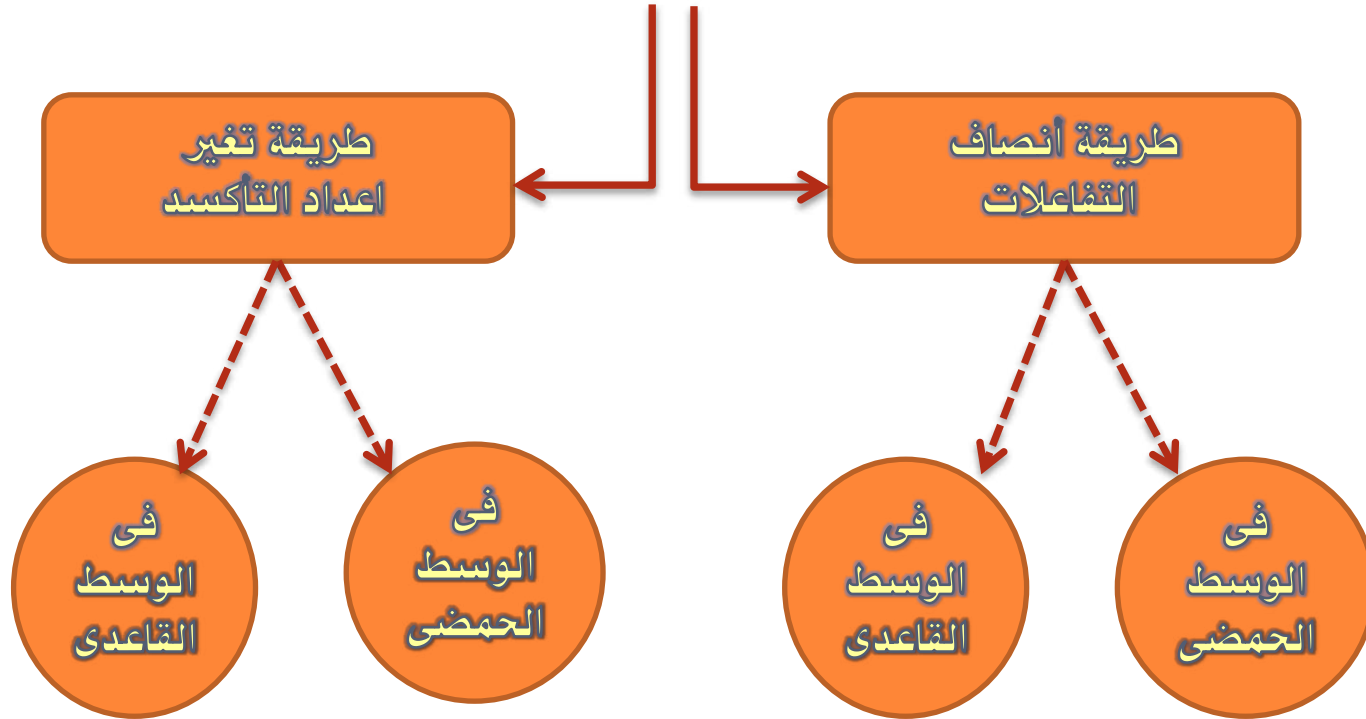 طريقة أنصاف
التفاعلات
طريقة تغير
اعداد التأكسد
فى
الوسط
الحمضى
فى
الوسط
القاعدى
فى
الوسط
الحمضى
فى
الوسط
القاعدى